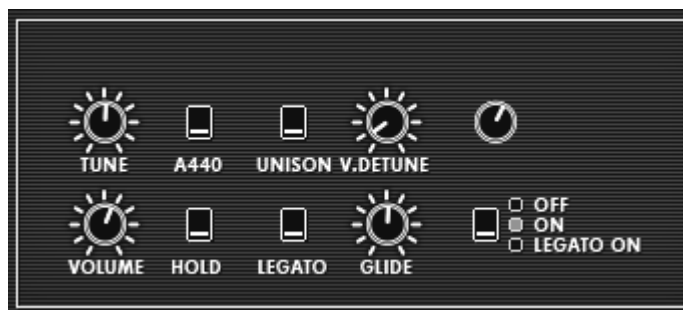 TUNE A440 UNISON V.DETUNE
OFF
ON
LEGATO ON
VOLUME HOLD LEGATO GLIDE